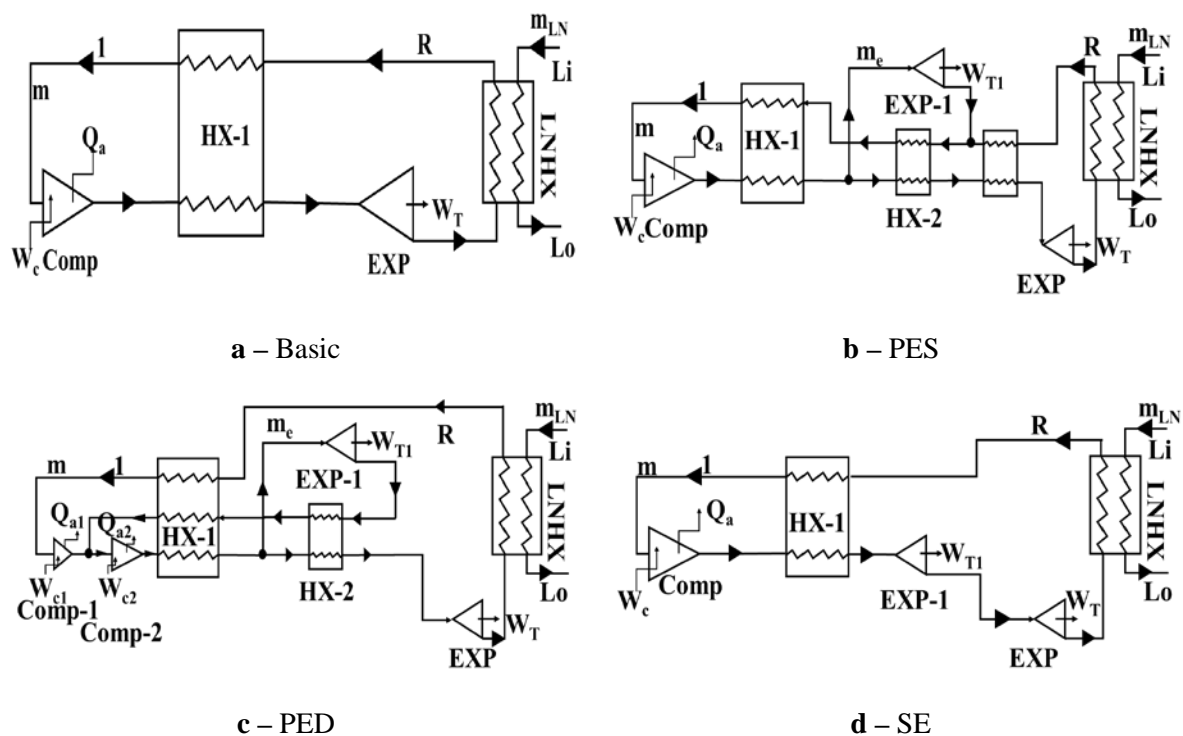 m_LN
1
R
Li
m
Q_a
HX-1
LNHX
W_T
W_c Comp
EXP
Lo
a – Basic
m_e
W_T1
R
m_LN
Li
1
EXP-1
m
Q_a
HX-1
LNHX
W_c Comp
HX-2
W_T
Lo
EXP
b – PES
m_LN
m_e
W_T1
R
Li
m
1
EXP-1
Q_a1
Q_a2
HX-1
LNHX
W_c1
W_c2
HX-2
Comp-1
Comp-2
W_T
Lo
EXP
c – PED
m_LN
R
Li
m
1
Q_a
HX-1
LNHX
W_T1
W_c
Comp
EXP-1
W_T
Lo
EXP
d – SE